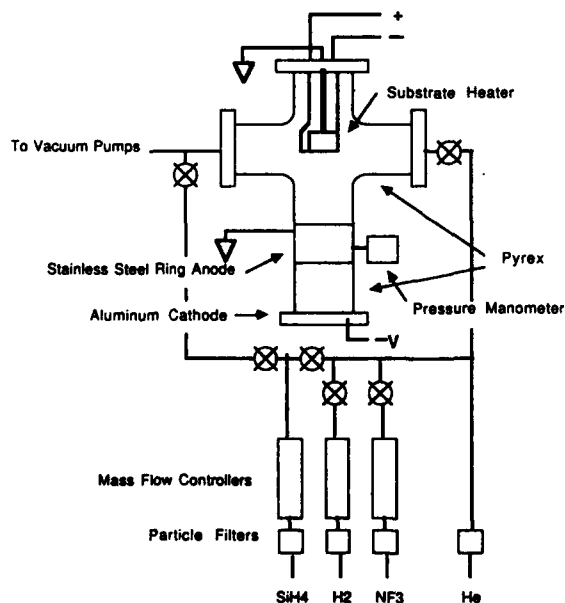 +
−
Substrate Heater
To Vacuum Pumps
Pyrex
Stainless Steel Ring Anode
Pressure Manometer
Aluminum Cathode
−V
Mass Flow Controllers
Particle Filters
SiH4 H2 NF3 He